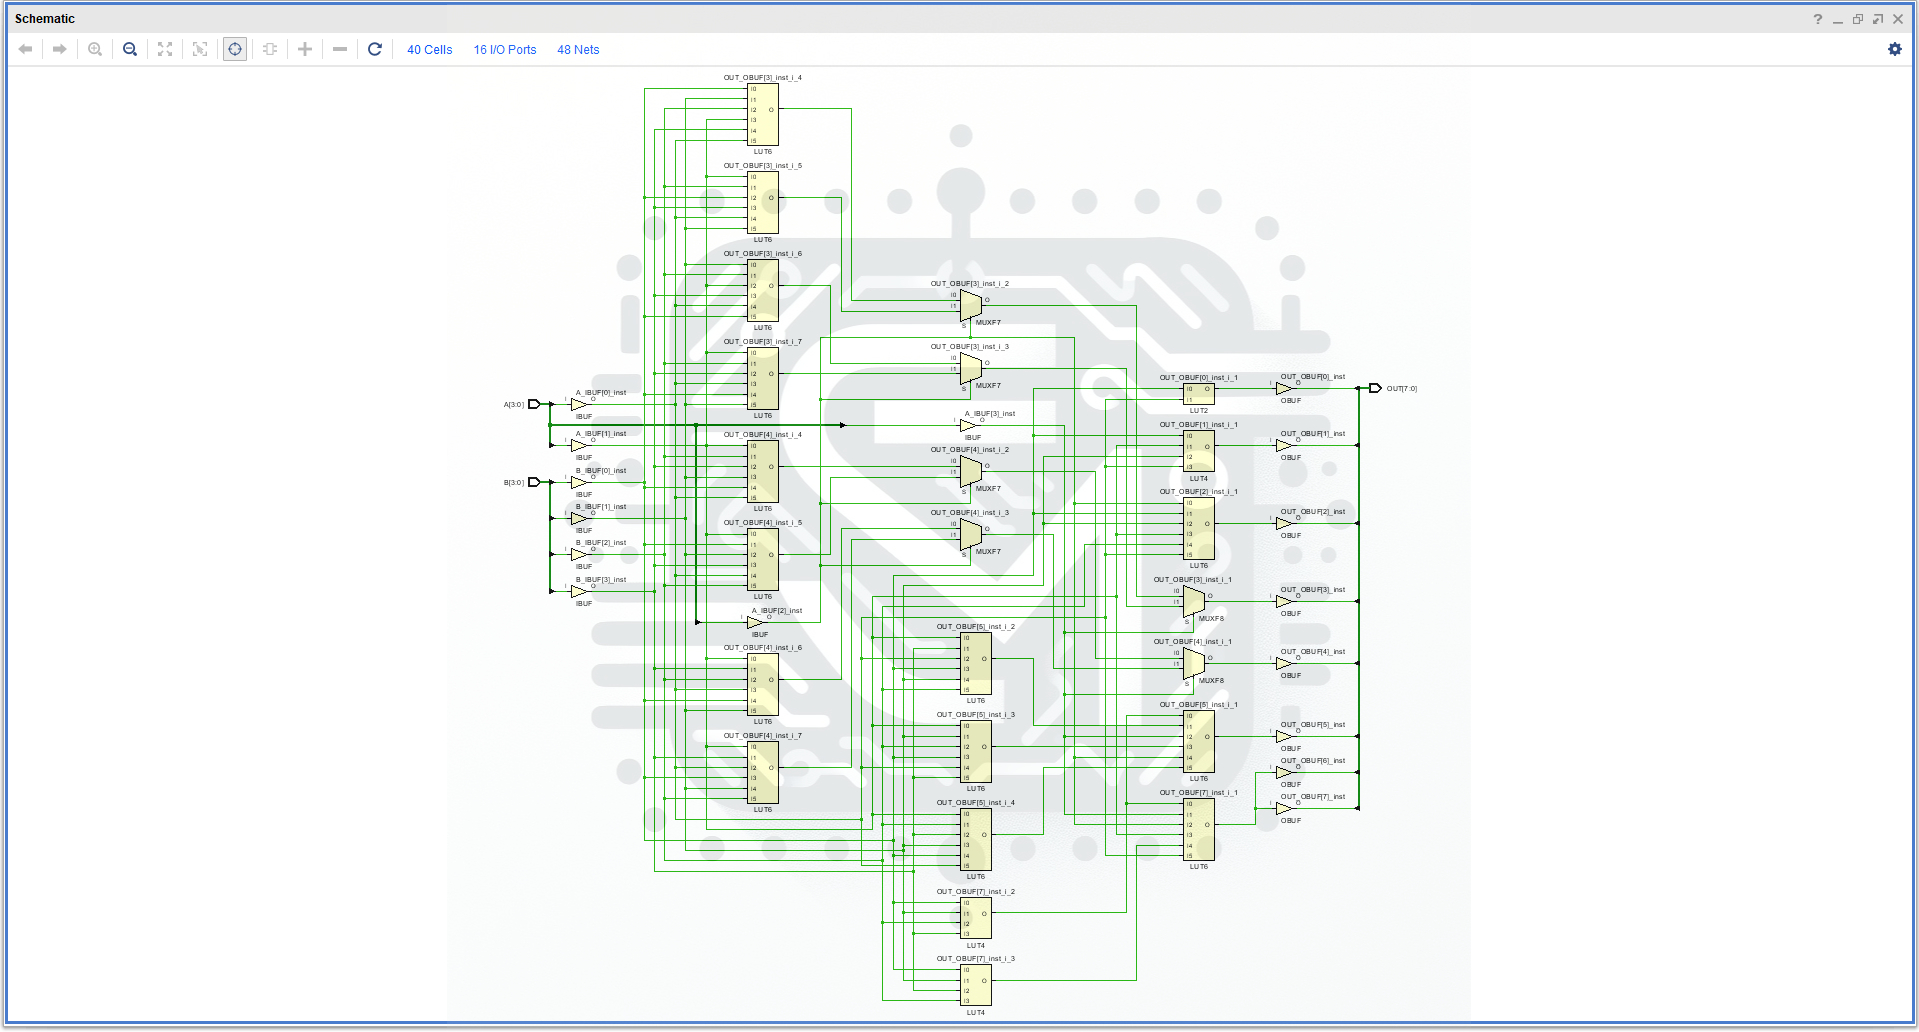 Schematic
40 Cells 16 I/O Ports 48 Nets
OUT_OBUF[3]_inst_i_4
I0
I1
I2 O
I3
I4
I5
LUT6
OUT_OBUF[3]_inst_i_5
I0
I1
I2 O
I3
I4
I5
LUT6
OUT_OBUF[3]_inst_i_6
I0
I1
I2 O
I3
I4
I5
LUT6
OUT_OBUF[3]_inst_i_7
I0
I1
I2 O
I3
I4
I5
LUT6
A[3:0]
A_IBUF[0]_inst
I O
IBUF
A_IBUF[1]_inst
I O
IBUF
B[3:0]
B_IBUF[0]_inst
I O
IBUF
B_IBUF[1]_inst
I O
IBUF
B_IBUF[2]_inst
I O
IBUF
B_IBUF[3]_inst
I O
IBUF
OUT_OBUF[4]_inst_i_4
I0
I1
I2 O
I3
I4
I5
LUT6
OUT_OBUF[4]_inst_i_5
I0
I1
I2 O
I3
I4
I5
LUT6
A_IBUF[2]_inst
I O
IBUF
OUT_OBUF[4]_inst_i_6
I0
I1
I2 O
I3
I4
I5
LUT6
OUT_OBUF[4]_inst_i_7
I0
I1
I2 O
I3
I4
I5
LUT6
OUT_OBUF[3]_inst_i_2
I0 O
I1
S MUXF7
OUT_OBUF[3]_inst_i_3
I0 O
I1
S MUXF7
A_IBUF[3]_inst
I O
IBUF
OUT_OBUF[4]_inst_i_2
I0 O
I1
S MUXF7
OUT_OBUF[4]_inst_i_3
I0 O
I1
S MUXF7
OUT_OBUF[5]_inst_i_2
I0
I1
I2 O
I3
I4
I5
LUT6
OUT_OBUF[5]_inst_i_3
I0
I1
I2 O
I3
I4
I5
LUT6
OUT_OBUF[5]_inst_i_4
I0
I1
I2 O
I3
I4
I5
LUT6
OUT_OBUF[7]_inst_i_2
I0
I1 O
I2
I3
LUT4
OUT_OBUF[7]_inst_i_3
I0
I1 O
I2
I3
LUT4
OUT_OBUF[0]_inst_i_1
I0 O
I1
LUT2
OUT_OBUF[1]_inst_i_1
I0
I1 O
I2
I3
LUT4
OUT_OBUF[2]_inst_i_1
I0
I1
I2 O
I3
I4
I5
LUT6
OUT_OBUF[3]_inst_i_1
I0 O
I1
S MUXF8
OUT_OBUF[4]_inst_i_1
I0 O
I1
S MUXF8
OUT_OBUF[5]_inst_i_1
I0
I1
I2 O
I3
I4
I5
LUT6
OUT_OBUF[7]_inst_i_1
I0
I1
I2 O
I3
I4
I5
LUT6
OUT_OBUF[0]_inst
I O
OBUF
OUT_OBUF[1]_inst
I O
OBUF
OUT_OBUF[2]_inst
I O
OBUF
OUT_OBUF[3]_inst
I O
OBUF
OUT_OBUF[4]_inst
I O
OBUF
OUT_OBUF[5]_inst
I O
OBUF
OUT_OBUF[6]_inst
I O
OBUF
OUT_OBUF[7]_inst
I O
OBUF
OUT[7:0]